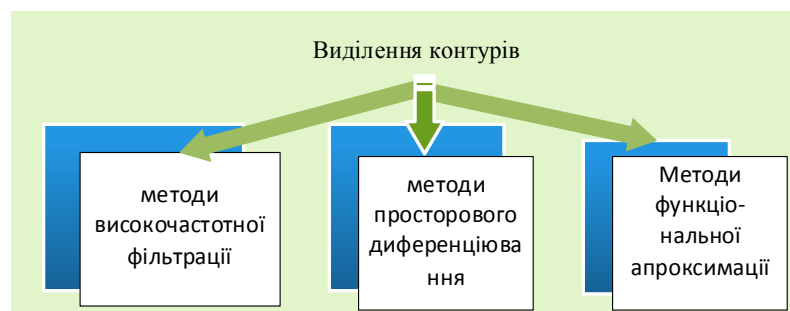 Виділення контурів
методи
високочастотної
фільтрації
методи
просторового
диференціюва
ння
Методи
функціо-
нальної
апроксимації